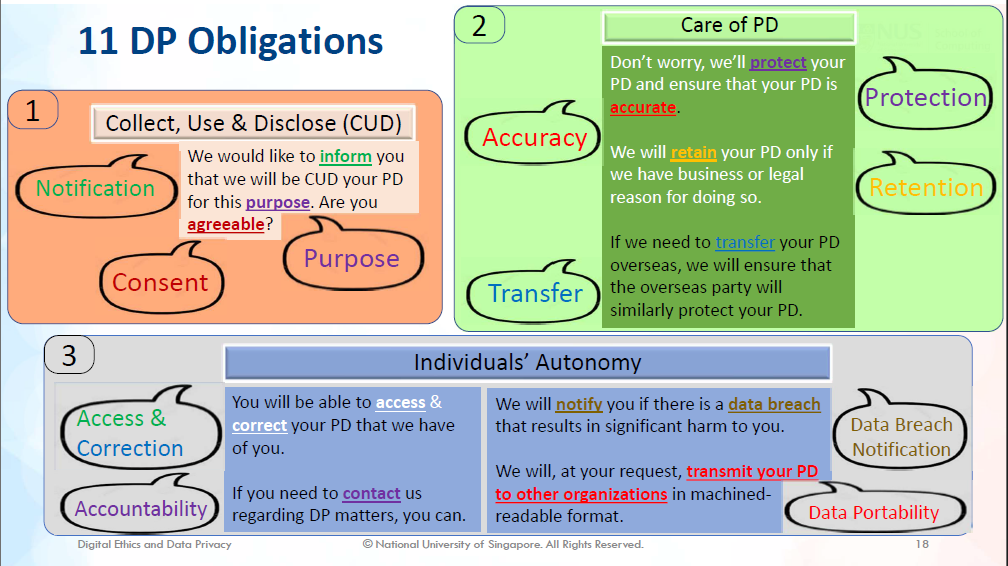 11 DP Obligations
1
Collect, Use & Disclose (CUD)
Notification
We would like to inform you
that we will be CUD your PD
for this purpose. Are you
agreeable?
Consent
Purpose
2
Care of PD
Don't worry, we'll protect your
PD and ensure that your PD is
accurate.
We will retain your PD only if
we have business or legal
reason for doing so.
If we need to transfer your PD
overseas, we will ensure that
the overseas party will
similarly protect your PD.
Accuracy
Transfer
Protection
Retention
3
Individuals' Autonomy
Access &
Correction
Accountability
You will be able to access &
correct your PD that we have
of you.
If you need to contact us
regarding DP matters, you can.
We will notify you if there is a data breach
that results in significant harm to you.
We will, at your request, transmit your PD
to other organizations in machined-
readable format.
Data Breach
Notification
Data Portability
Digital Ethics and Data Privacy
© National University of Singapore. All Rights Reserved.
18